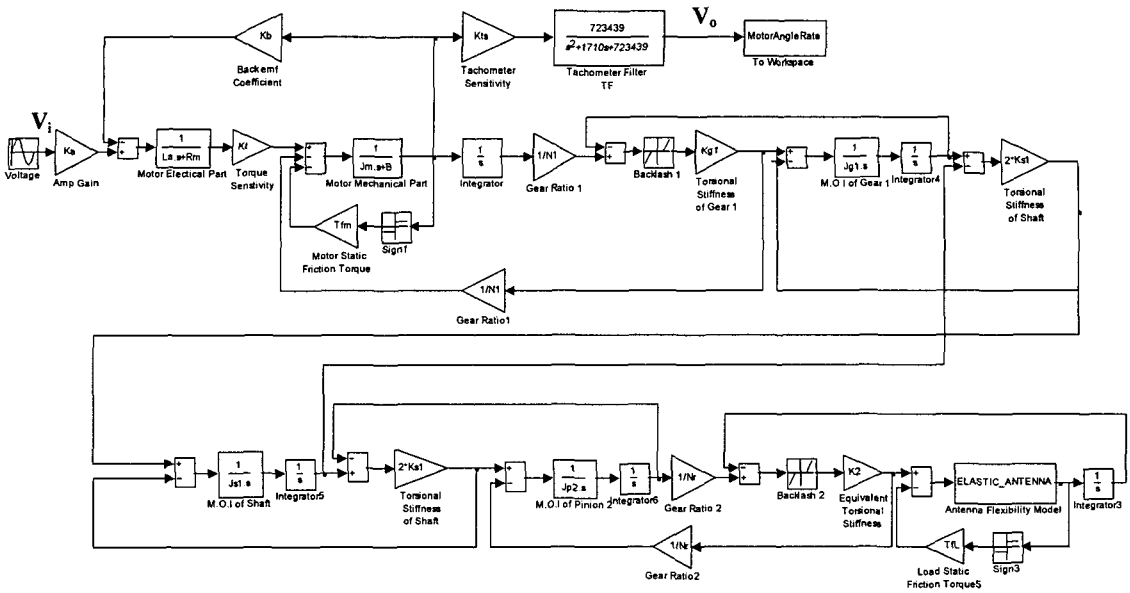 Vo
723439
s²+1710s+723439
Tachometer Filter
TF
MotorAngleRate
To Workspace
Kb
Backemf
Coefficient
Kts
Tachometer
Sensitivity
Vi
Voltage
Ka
Amp Gain
+
-
1
La.s+Rm
Motor Electical Part
Kt
Torque
Senstivity
+
-
-
1
Jm.s+B
Motor Mechanical Part
1
s
Integrator
1/N1
Gear Ratio 1
-
+
Backlash 1
Kg1
Torsional
Stiffness
of Gear 1
+
-
1
Jg1.s
M.O.I of Gear 1
1
s
Integrator4
+
-
2*Ks1
Torsional
Stiffness
of Shaft
Tfm
Motor Static
Friction Torque
Sign1
1/N1
Gear Ratio1
+
-
1
Js1.s
M.O.I of Shaft
1
s
Integrator5
-
+
2*Ks1
Torsional
Stiffness
of Shaft
+
-
1
Jp2.s
M.O.I of Pinion 2
1
s
Integrator6
1/Nr
Gear Ratio 2
-
+
Backlash 2
K2
Equivalent
Torsional
Stiffness
+
-
ELASTIC_ANTENNA
Antenna Flexibility Model
1
s
Integrator3
1/Nr
Gear Ratio2
TfL
Load Static
Friction Torque5
Sign3